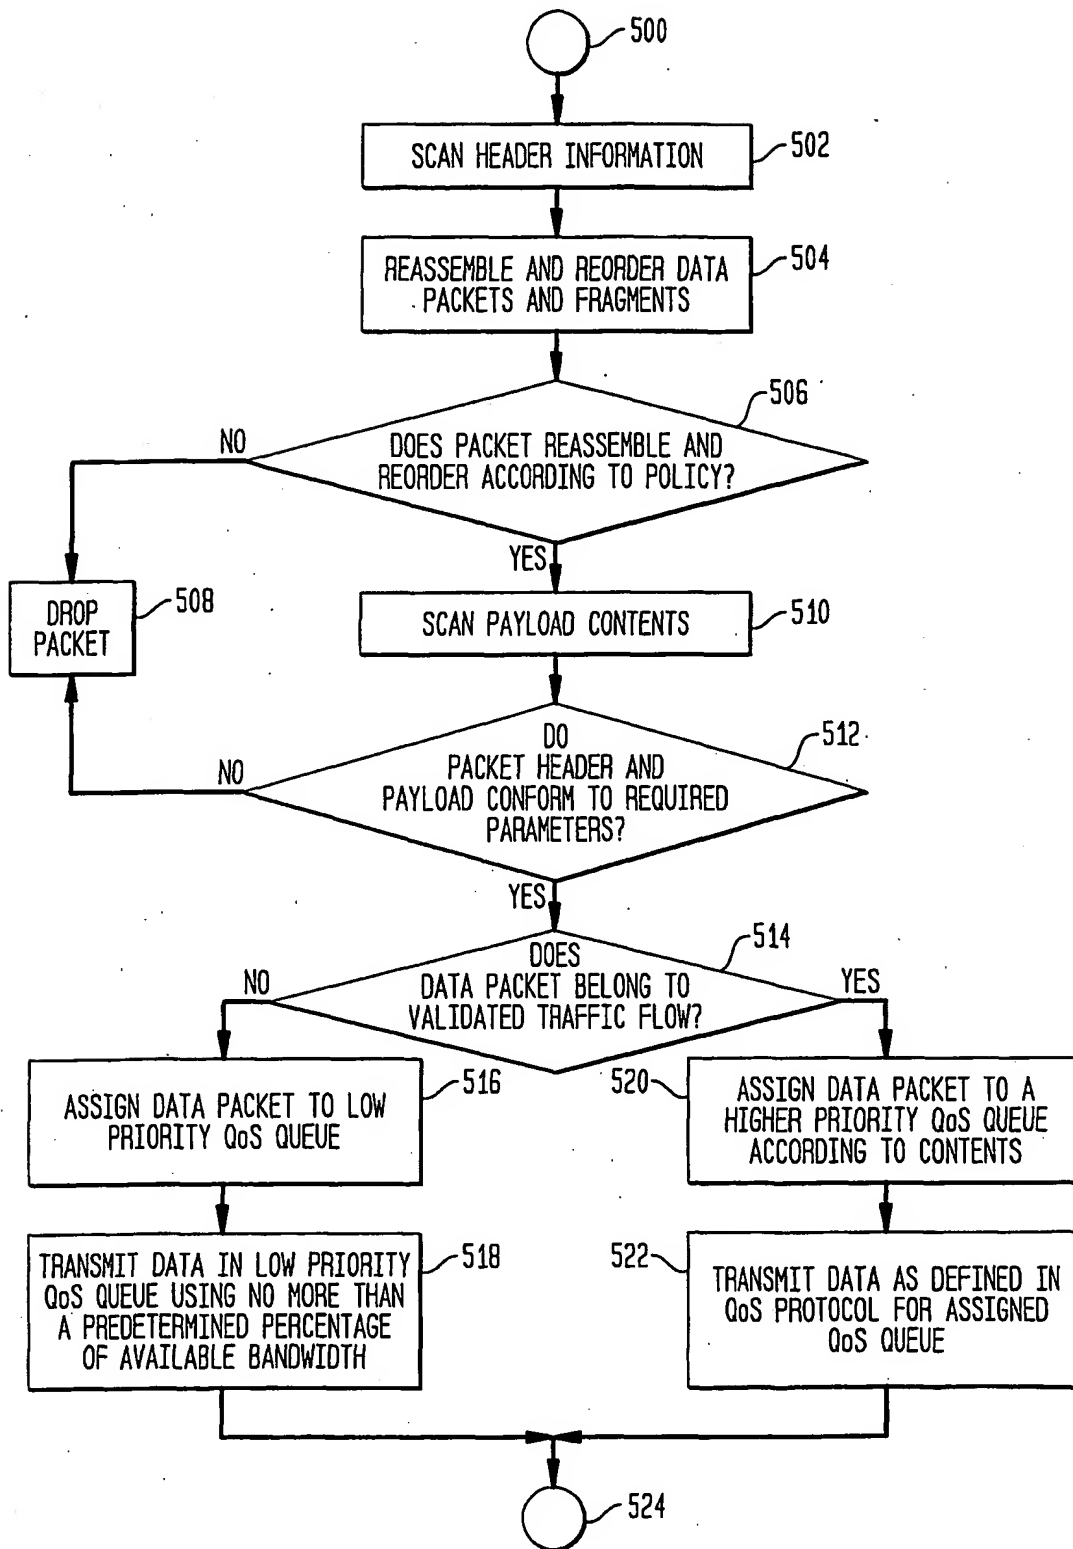 500
SCAN HEADER INFORMATION
502
REASSEMBLE AND REORDER DATA
PACKETS AND FRAGMENTS
504
506
NO
DOES PACKET REASSEMBLE AND
REORDER ACCORDING TO POLICY?
YES
DROP
PACKET
508
SCAN PAYLOAD CONTENTS
510
512
NO
DO
PACKET HEADER AND
PAYLOAD CONFORM TO REQUIRED
PARAMETERS?
YES
514
NO
DOES
DATA PACKET BELONG TO
VALIDATED TRAFFIC FLOW?
YES
ASSIGN DATA PACKET TO LOW
PRIORITY QoS QUEUE
516
520
ASSIGN DATA PACKET TO A
HIGHER PRIORITY QoS QUEUE
ACCORDING TO CONTENTS
TRANSMIT DATA IN LOW PRIORITY
QoS QUEUE USING NO MORE THAN
A PREDETERMINED PERCENTAGE
OF AVAILABLE BANDWIDTH
518
522
TRANSMIT DATA AS DEFINED IN
QoS PROTOCOL FOR ASSIGNED
QoS QUEUE
524